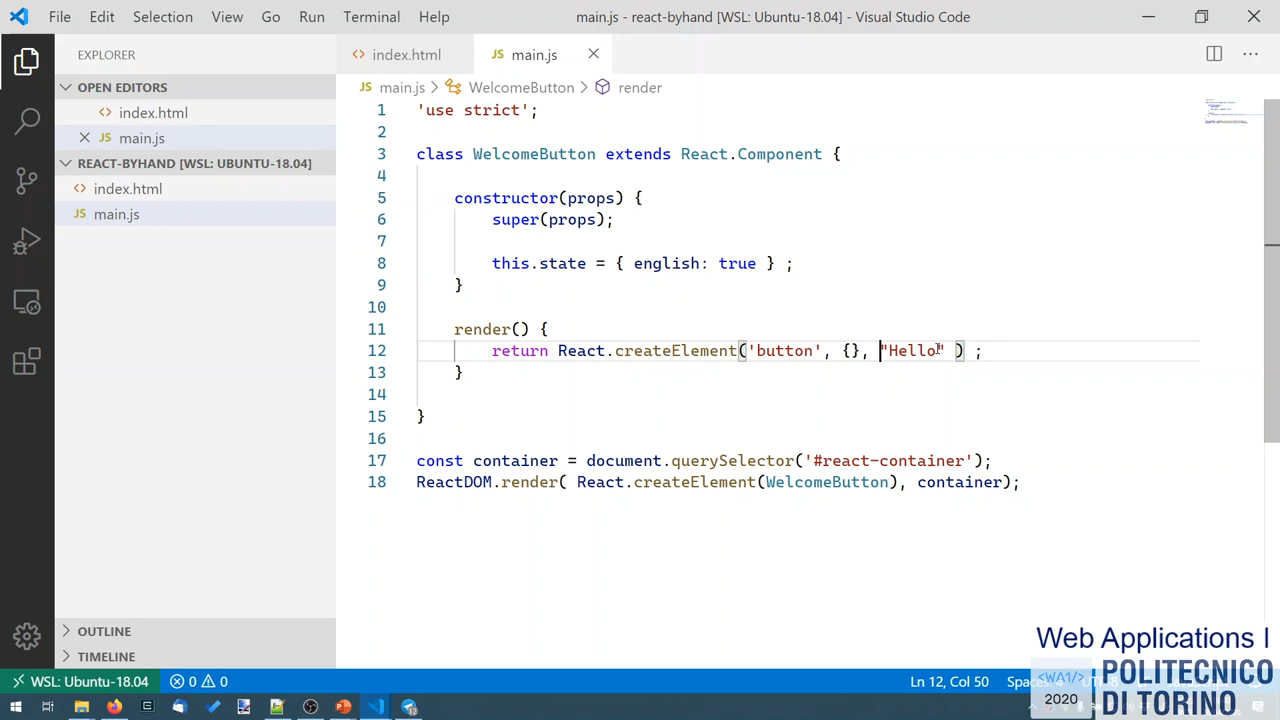 File Edit Selection View Go Run Terminal Help main.js - react-byhand [WSL: Ubuntu-18.04] - Visual Studio Code
EXPLORER
OPEN EDITORS
index.html
main.js
REACT-BYHAND [WSL: UBUNTU-18.04]
index.html
main.js
OUTLINE
TIMELINE
index.html JS main.js
JS main.js > WelcomeButton > render
1 'use strict';
2
3 class WelcomeButton extends React.Component {
4
5 constructor(props) {
6 super(props);
7
8 this.state = { english: true } ;
9 }
10
11 render() {
12 return React.createElement('button', {}, "Hello" ) ;
13 }
14
15 }
16
17 const container = document.querySelector('#react-container');
18 ReactDOM.render( React.createElement(WelcomeButton), container);
WSL: Ubuntu-18.04 0 0 Ln 12, Col 50
Web Applications I
<WA1/> POLITECNICO
2020 DI TORINO